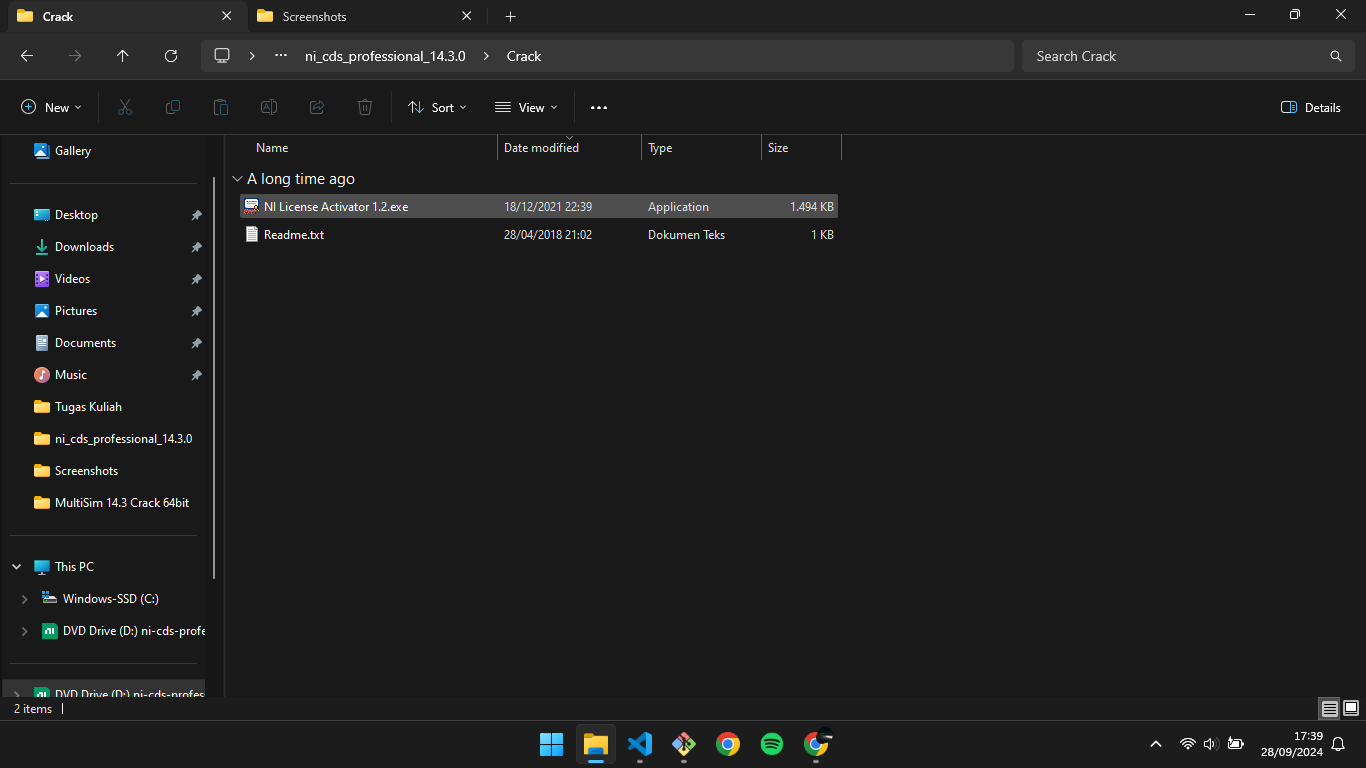 Crack
Screenshots
ni_cds_professional_14.3.0
Crack
Search Crack
New
Sort
View
Details
Gallery
Desktop
Downloads
Videos
Pictures
Documents
Music
Tugas Kuliah
ni_cds_professional_14.3.0
Screenshots
MultiSim 14.3 Crack 64bit
This PC
Windows-SSD (C:)
DVD Drive (D:) ni-cds-profe
DVD Drive (D:) ni-cds-profes
Name Date modified Type Size
A long time ago
NI License Activator 1.2.exe 18/12/2021 22:39 Application 1.494 KB
Readme.txt 28/04/2018 21:02 Dokumen Teks 1 KB
2 items
17:39
28/09/2024